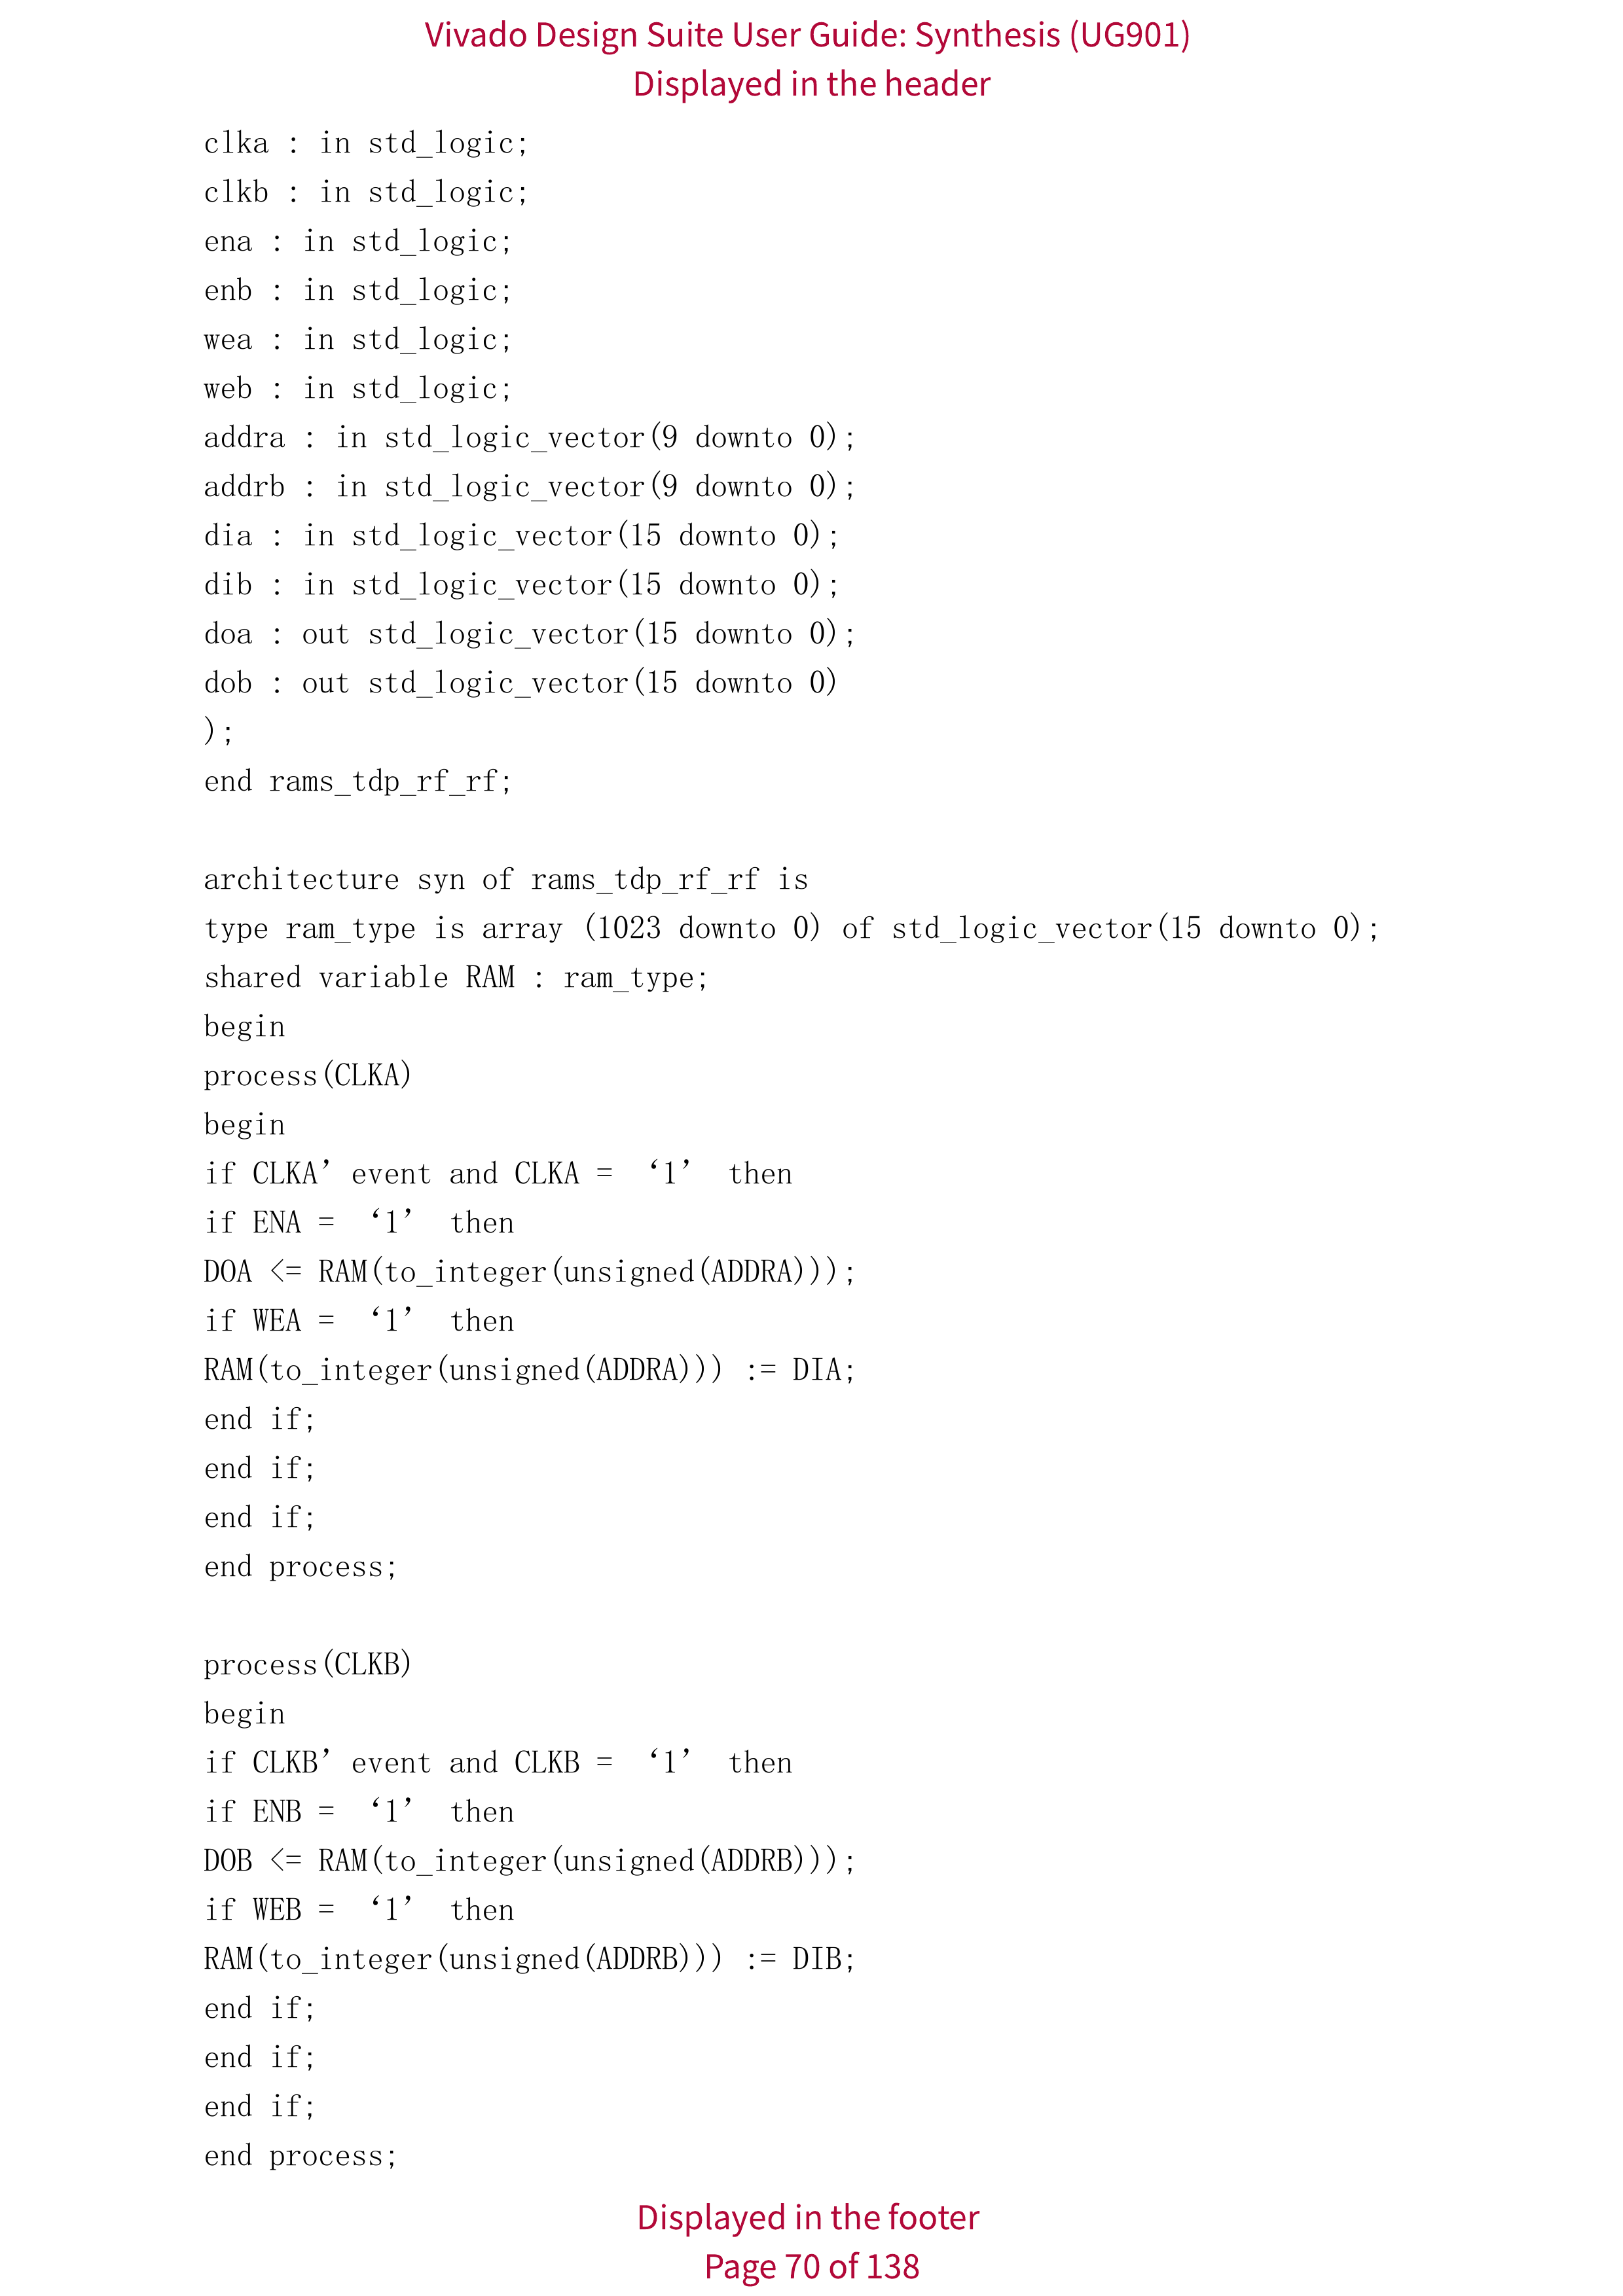 Vivado Design Suite User Guide: Synthesis (UG901)
Displayed in the header
clka : in std_logic;
clkb : in std_logic;
ena : in std_logic;
enb : in std_logic;
wea : in std_logic;
web : in std_logic;
addra : in std_logic_vector(9 downto 0);
addrb : in std_logic_vector(9 downto 0);
dia : in std_logic_vector(15 downto 0);
dib : in std_logic_vector(15 downto 0);
doa : out std_logic_vector(15 downto 0);
dob : out std_logic_vector(15 downto 0)
);
end rams_tdp_rf_rf;
architecture syn of rams_tdp_rf_rf is
type ram_type is array (1023 downto 0) of std_logic_vector(15 downto 0);
shared variable RAM : ram_type;
begin
process(CLKA)
begin
if CLKA’event and CLKA = ‘1’ then
if ENA = ‘1’ then
DOA <= RAM(to_integer(unsigned(ADDRA)));
if WEA = ‘1’ then
RAM(to_integer(unsigned(ADDRA))) := DIA;
end if;
end if;
end if;
end process;
process(CLKB)
begin
if CLKB’event and CLKB = ‘1’ then
if ENB = ‘1’ then
DOB <= RAM(to_integer(unsigned(ADDRB)));
if WEB = ‘1’ then
RAM(to_integer(unsigned(ADDRB))) := DIB;
end if;
end if;
end if;
end process;
Displayed in the footer
Page 70 of 138